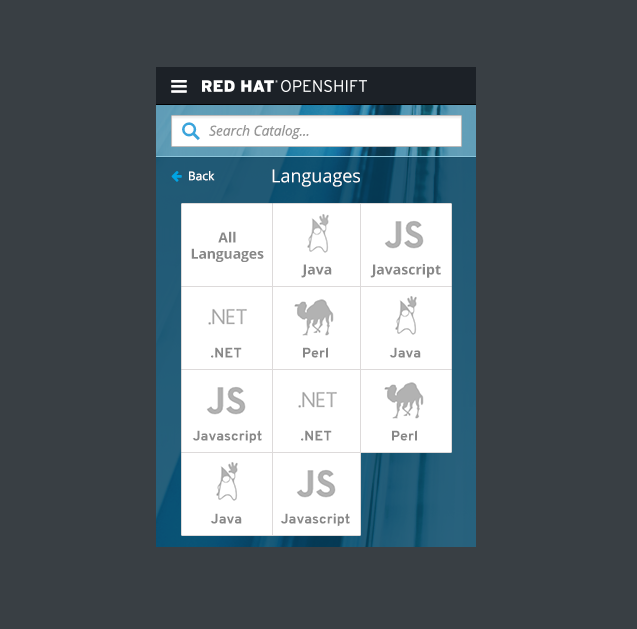 RED HAT® OPENSHIFT
Search Catalog...
Back
Languages
All
Languages
Java
JS
Javascript
.NET
.NET
Perl
Java
JS
Javascript
.NET
.NET
Perl
Java
JS
Javascript